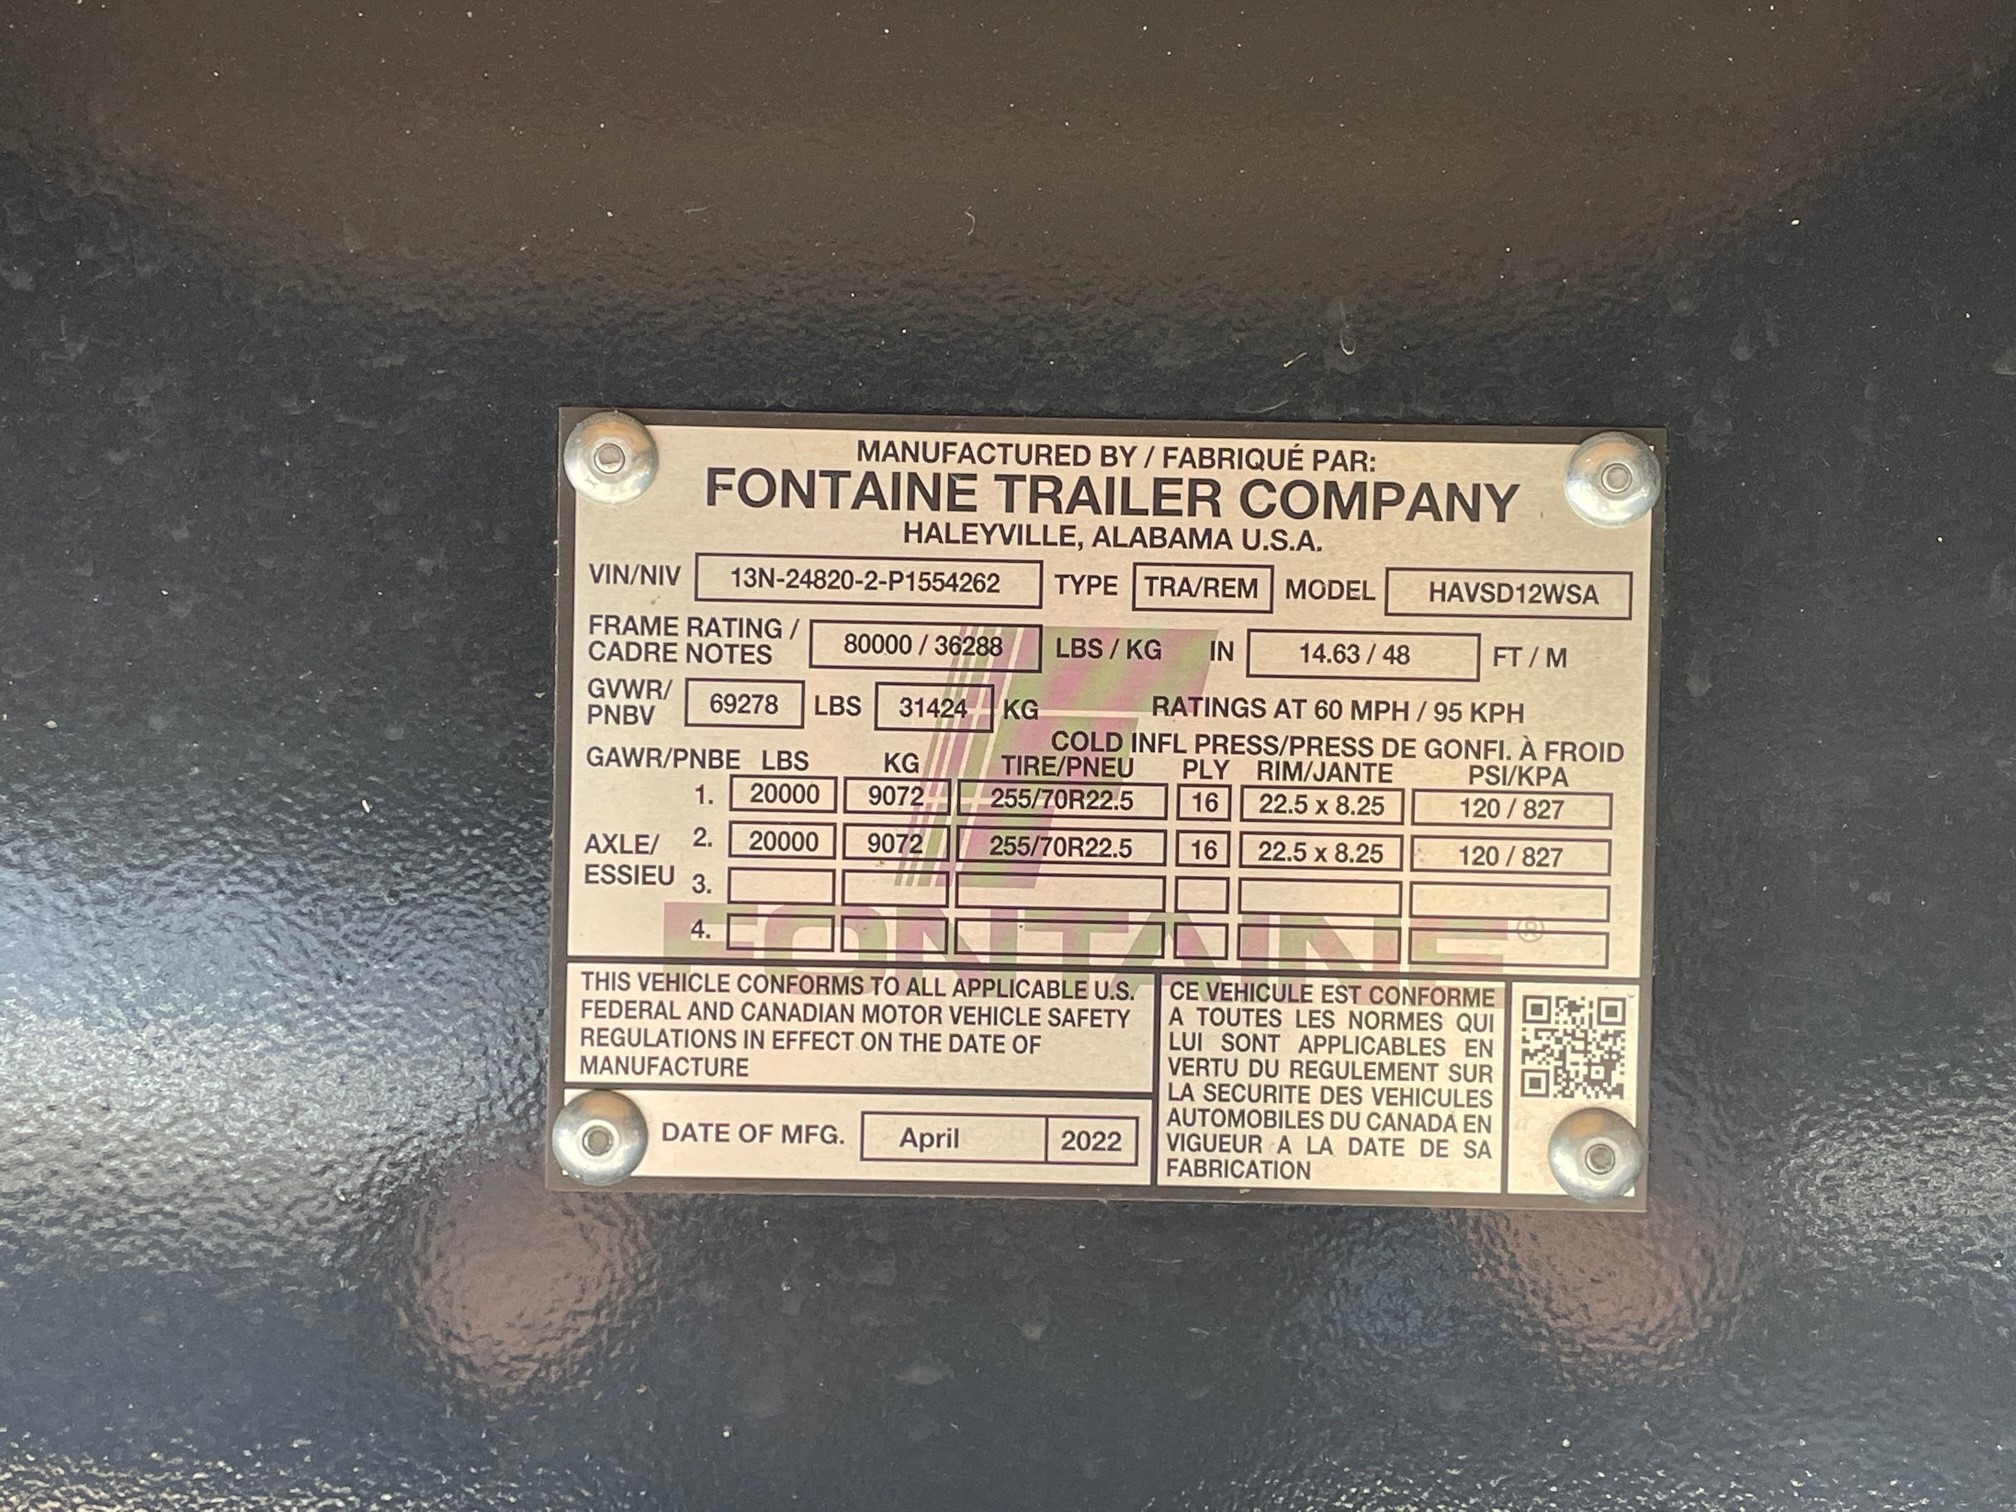 MANUFACTURED BY / FABRIQUÉ PAR:
FONTAINE TRAILER COMPANY
HALEYVILLE, ALABAMA U.S.A.
VIN/NIV 13N-24820-2-P1554262 TYPE TRA/REM MODEL HAVSD12WSA
FRAME RATING / CADRE NOTES 80000 / 36288 LBS / KG IN 14.63 / 48 FT / M
GVWR/ PNBV 69278 LBS 31424 KG RATINGS AT 60 MPH / 95 KPH
COLD INFL PRESS/PRESS DE GONFI. À FROID
GAWR/PNBE LBS KG TIRE/PNEU PLY RIM/JANTE PSI/KPA
1. 20000 9072 255/70R22.5 16 22.5 x 8.25 120 / 827
AXLE/ ESSIEU
2. 20000 9072 255/70R22.5 16 22.5 x 8.25 120 / 827
3.
4.
FONTAINE®
THIS VEHICLE CONFORMS TO ALL APPLICABLE U.S.
FEDERAL AND CANADIAN MOTOR VEHICLE SAFETY
REGULATIONS IN EFFECT ON THE DATE OF
MANUFACTURE
DATE OF MFG. April 2022
CE VEHICULE EST CONFORME
A TOUTES LES NORMES QUI
LUI SONT APPLICABLES EN
VERTU DU REGULEMENT SUR
LA SECURITE DES VEHICULES
AUTOMOBILES DU CANADA EN
VIGUEUR A LA DATE DE SA
FABRICATION